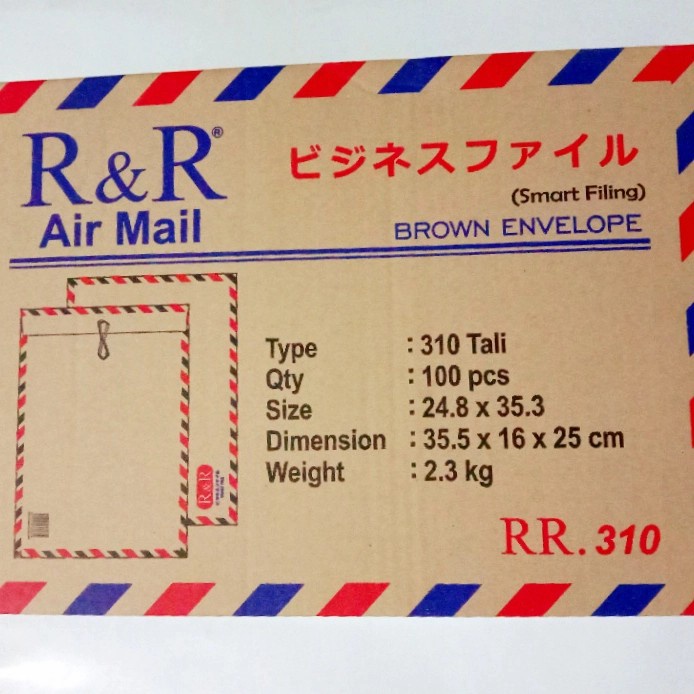 R&R®
Air Mail
ビジネスファイル
(Smart Filing)
BROWN ENVELOPE
Type : 310 Tali
Qty : 100 pcs
Size : 24.8 x 35.3
Dimension : 35.5 x 16 x 25 cm
Weight : 2.3 kg
R&R
RR. 310